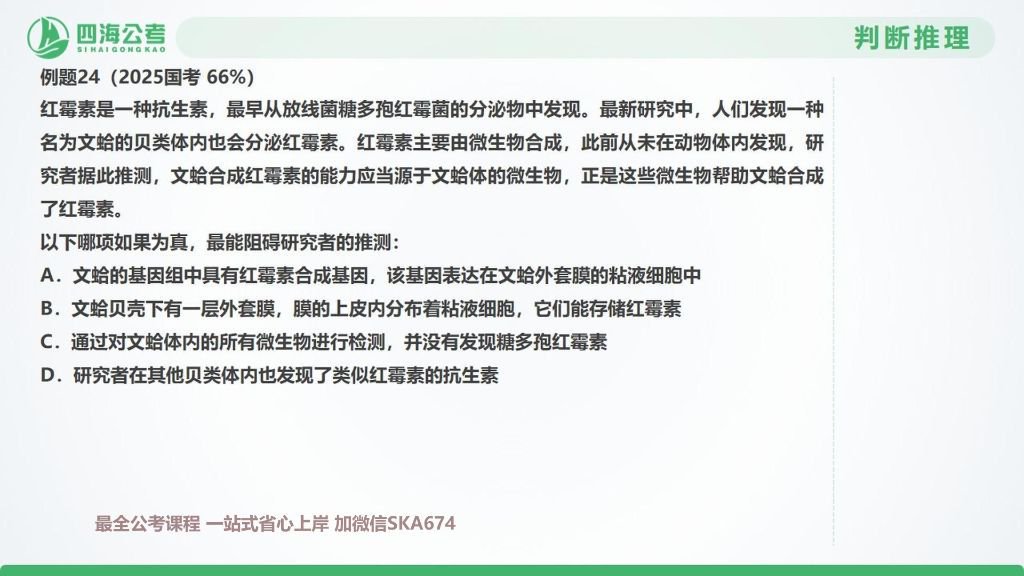 四海公考
SIHAIGONGKAO
判断推理
例题24（2025国考 66%）
红霉素是一种抗生素，最早从放线菌糖多孢红霉菌的分泌物中发现。最新研究中，人们发现一种
名为文蛤的贝类体内也会分泌红霉素。红霉素主要由微生物合成，此前从未在动物体内发现，研
究者据此推测，文蛤合成红霉素的能力应当源于文蛤体的微生物，正是这些微生物帮助文蛤合成
了红霉素。
以下哪项如果为真，最能阻碍研究者的推测：
A．文蛤的基因组中具有红霉素合成基因，该基因表达在文蛤外套膜的粘液细胞中
B．文蛤贝壳下有一层外套膜，膜的上皮内分布着粘液细胞，它们能存储红霉素
C．通过对文蛤体内的所有微生物进行检测，并没有发现糖多孢红霉素
D．研究者在其他贝类体内也发现了类似红霉素的抗生素
最全公考课程 一站式省心上岸 加微信SKA674